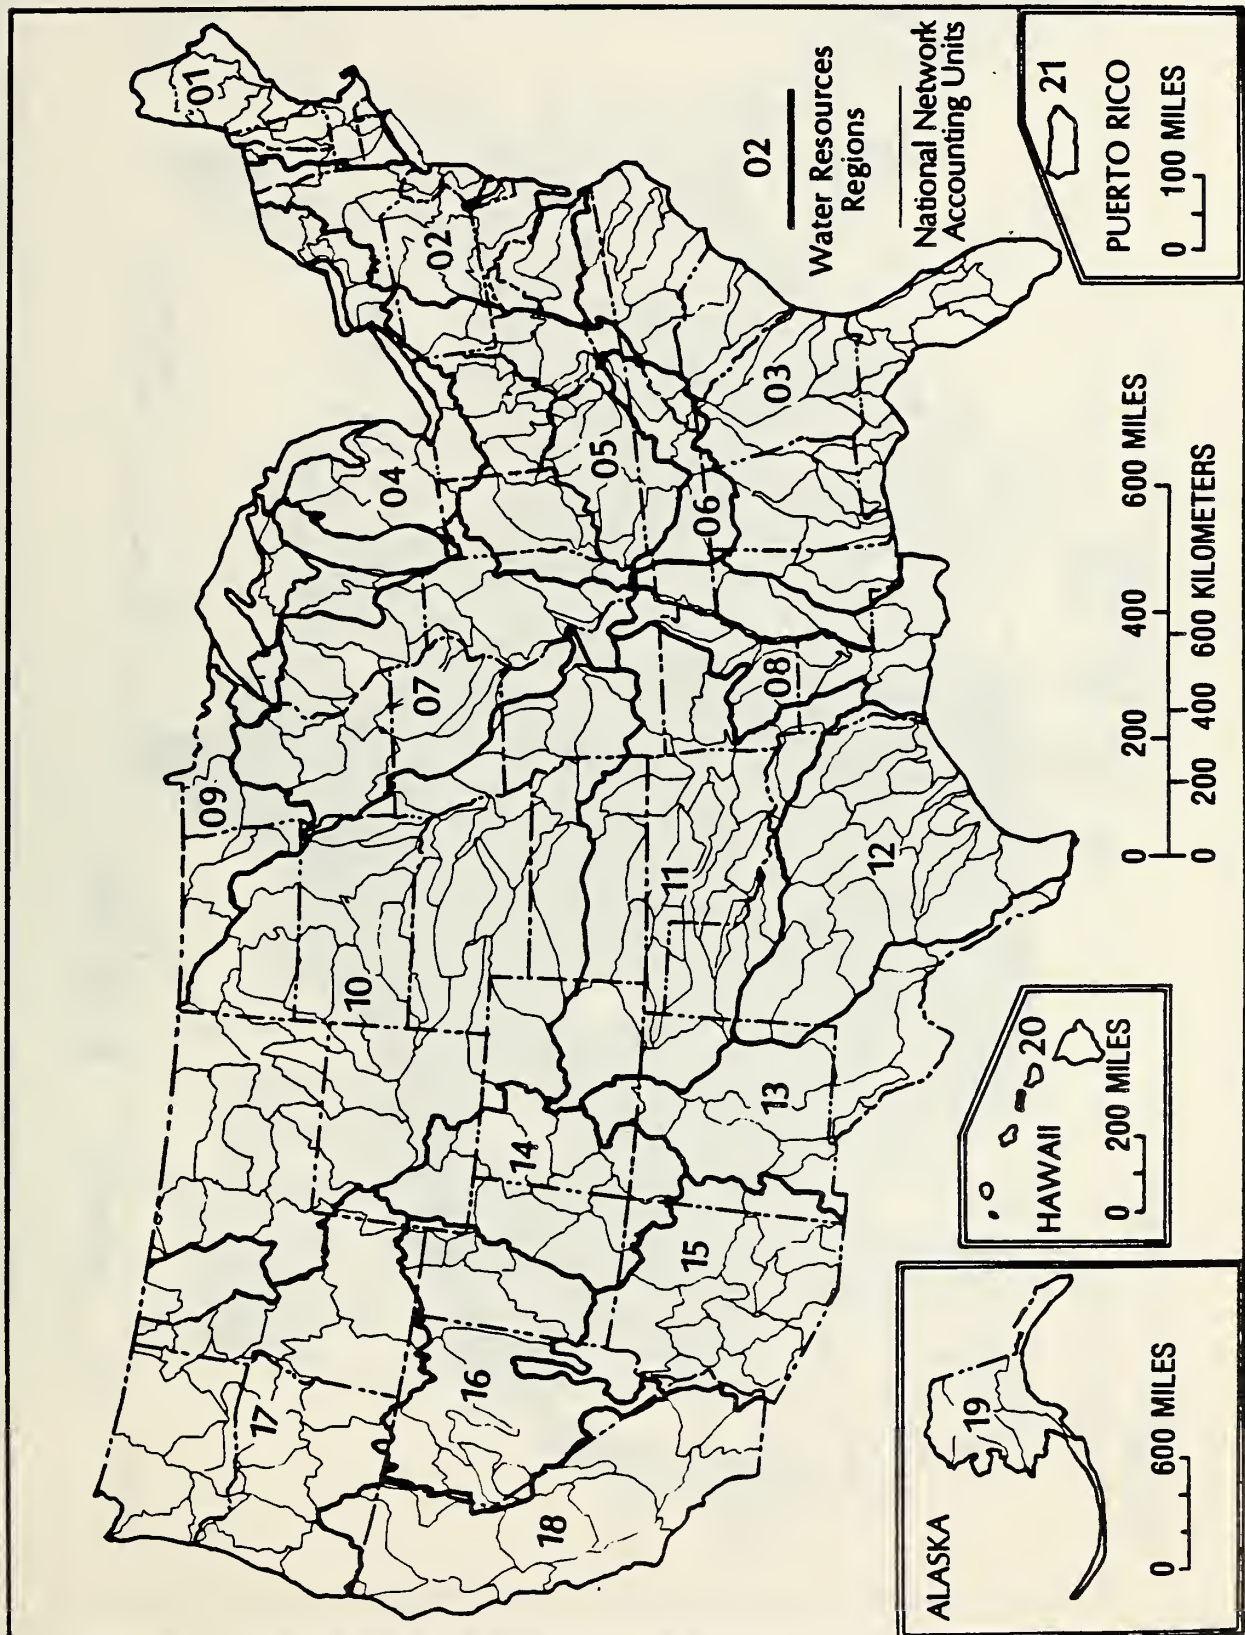 01
02
03
04
05
06
07
08
09
10
11
12
13
14
15
16
17
18
02
Water Resources
Regions
National Network
Accounting Units
ALASKA
19
0 600 MILES
HAWAII
20
0 200 MILES
0 200 400 600 MILES
0 200 400 600 KILOMETERS
21
PUERTO RICO
0 100 MILES